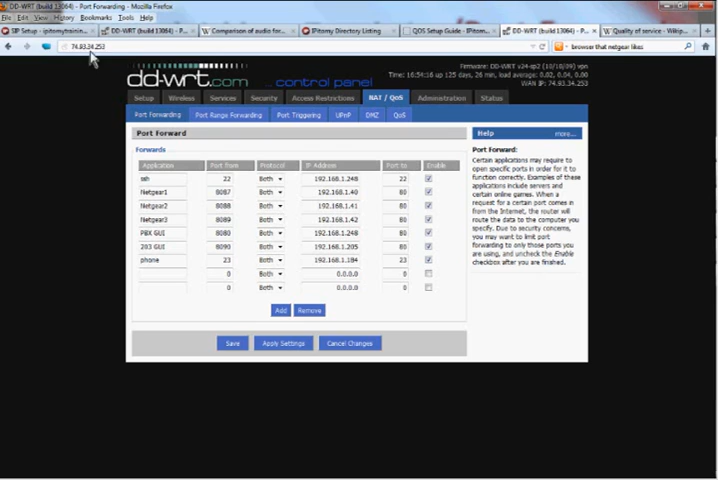 DD-WRT (build 13064) - Port Forwarding - Mozilla Firefox
File Edit View History Bookmarks Tools Help
SIP Setup - ipitomytrainin... DD-WRT (build 13064) - P... Comparison of audio for... IPitomy Directory Listing QOS Setup Guide - IPitom... DD-WRT (build 13064) - P... Quality of service - Wikip...
74.83.34.253 browser that netgear likes
Firmware: DD-WRT v24-sp2 (10/10/09) vpn
Time: 16:54:16 up 125 days, 26 min, load average: 0.02, 0.04, 0.00
WAN IP: 74.83.34.253
dd-wrt.com ... control panel
Setup Wireless Services Security Access Restrictions NAT / QoS Administration Status
Port Forwarding Port Range Forwarding Port Triggering UPnP DMZ QoS
Port Forward
Forwards
Application Port from Protocol IP Address Port to Enable
ssh 22 Both 192.168.1.248 22
Netgear1 8087 Both 192.168.1.40 80
Netgear2 8088 Both 192.168.1.41 80
Netgear3 8089 Both 192.168.1.42 80
PBX GUI 8080 Both 192.168.1.248 80
203 GUI 8090 Both 192.168.1.205 80
phone 23 Both 192.168.1.184 23
0 Both 0.0.0.0
0 Both 0.0.0.0
Add Remove
Save Apply Settings Cancel Changes
Help more...
Port Forward:
Certain applications may require to
open specific ports in order for it to
function correctly. Examples of these
applications include servers and
certain online games. When a
request for a certain port comes in
from the Internet, the router will
route the data to the computer you
specify. Due to security concerns,
you may want to limit port
forwarding to only those ports you
are using, and uncheck the Enable
checkbox after you are finished.